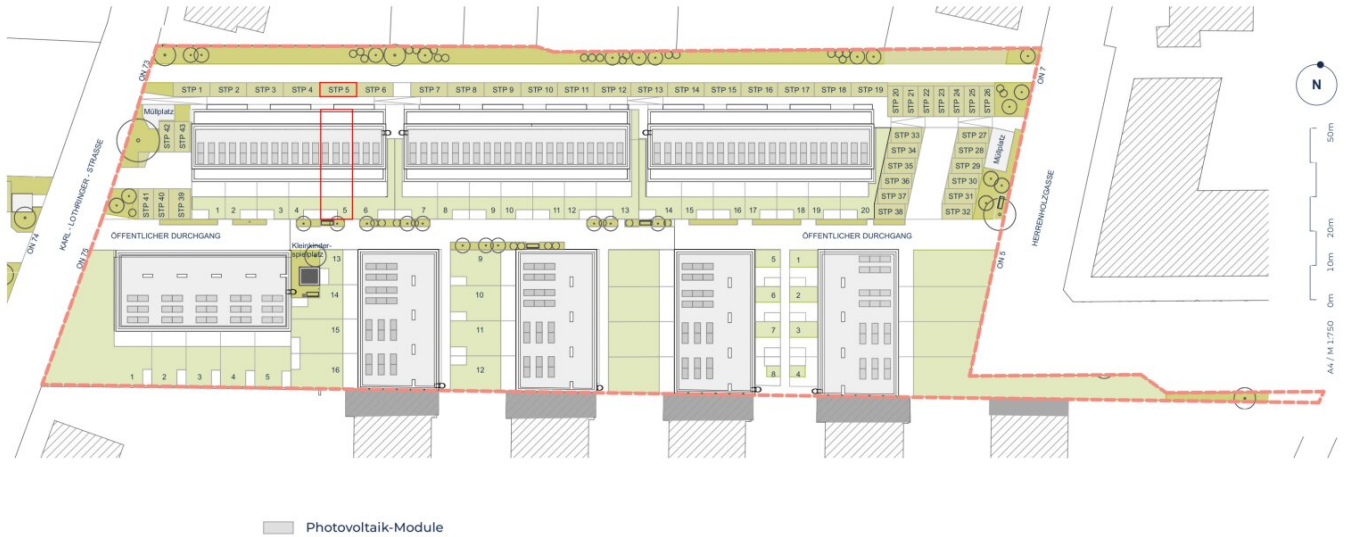 ON 73
ON 7
STP 1 STP 2 STP 3 STP 4 STP 5 STP 6 STP 7 STP 8 STP 9 STP 10 STP 11 STP 12 STP 13 STP 14 STP 15 STP 16 STP 17 STP 18 STP 19
STP 20
STP 21
STP 22
STP 23
STP 24
STP 25
STP 26
N
Müllplatz
STP 42
STP 43
STP 33
STP 34
STP 35
STP 36
STP 37
STP 38
STP 27
STP 28
STP 29
STP 30
STP 31
STP 32
Müllplatz
KARL - LOTHRINGER - STRASSE
HERRENHOLZGASSE
STP 41
STP 40
STP 39
1 2 3 4 5 6 7 8 9 10 11 12 13 14 15 16 17 18 19 20
ON 74
ON 75
ON 5
ÖFFENTLICHER DURCHGANG
ÖFFENTLICHER DURCHGANG
Kleinkinder-
spielplatz
13
14
15
16
9
10
11
12
5 1
6 2
7 3
8 4
1 2 3 4 5
50m
20m
10m
0m
A4 / M 1:750
Photovoltaik-Module